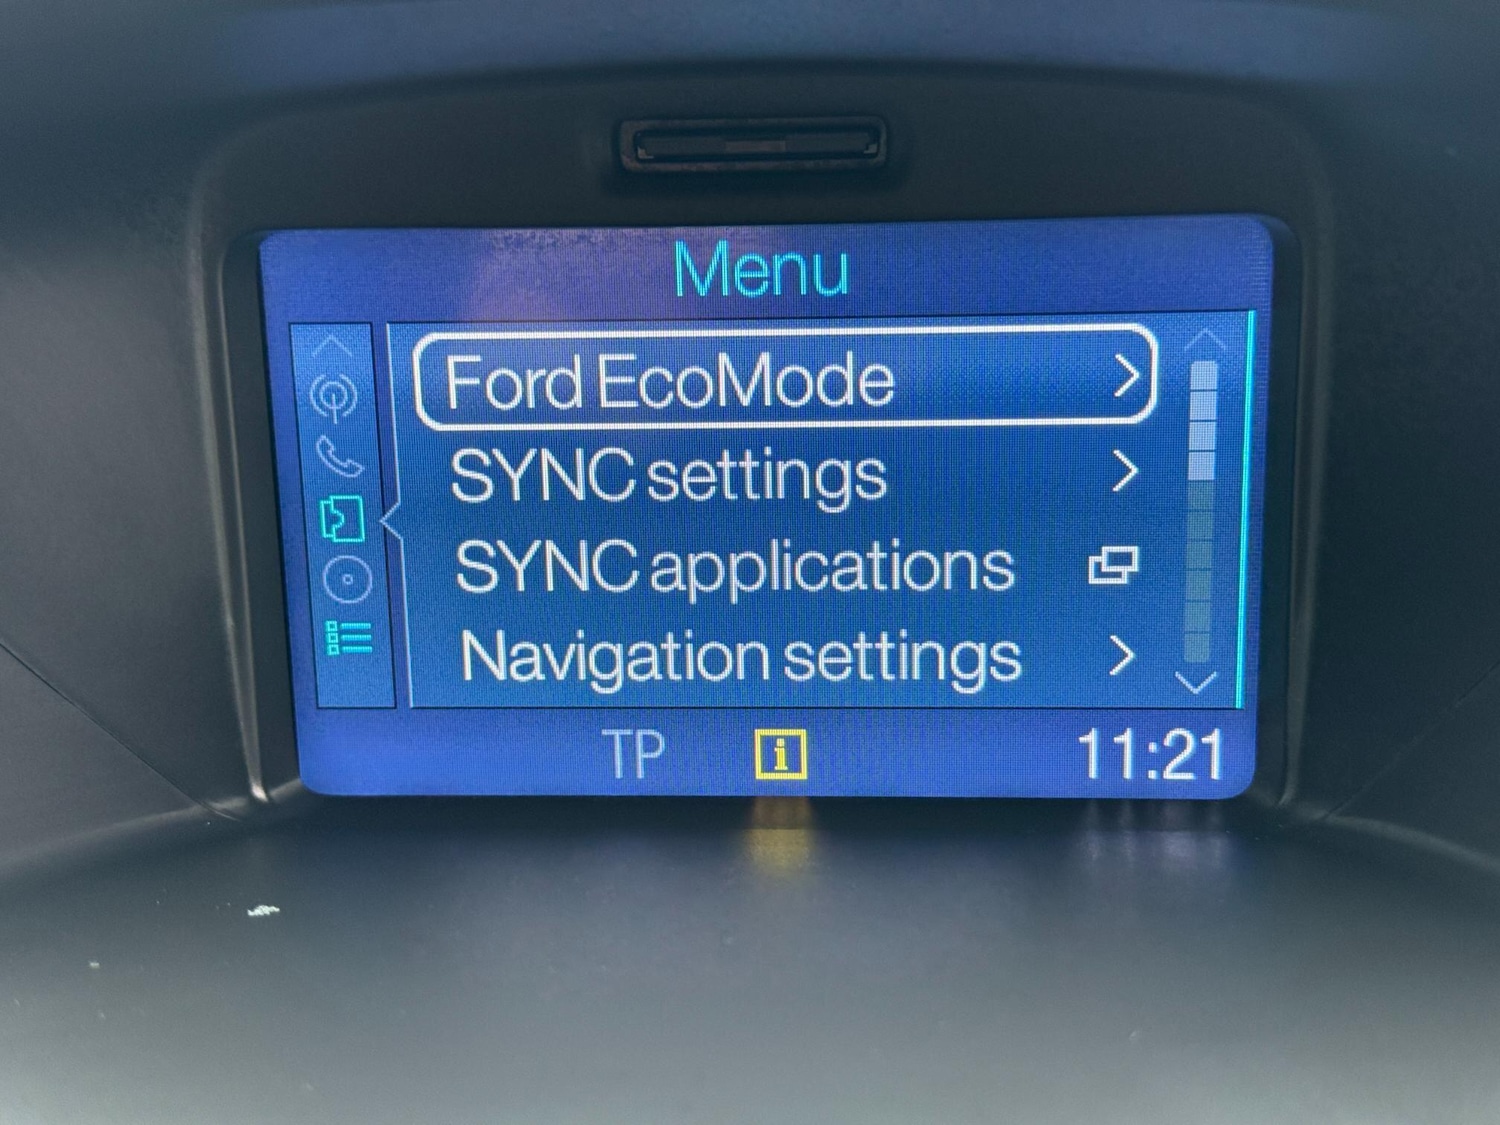 Menu
Ford EcoMode
SYNC settings
SYNC applications
Navigation settings
TP i 11:21